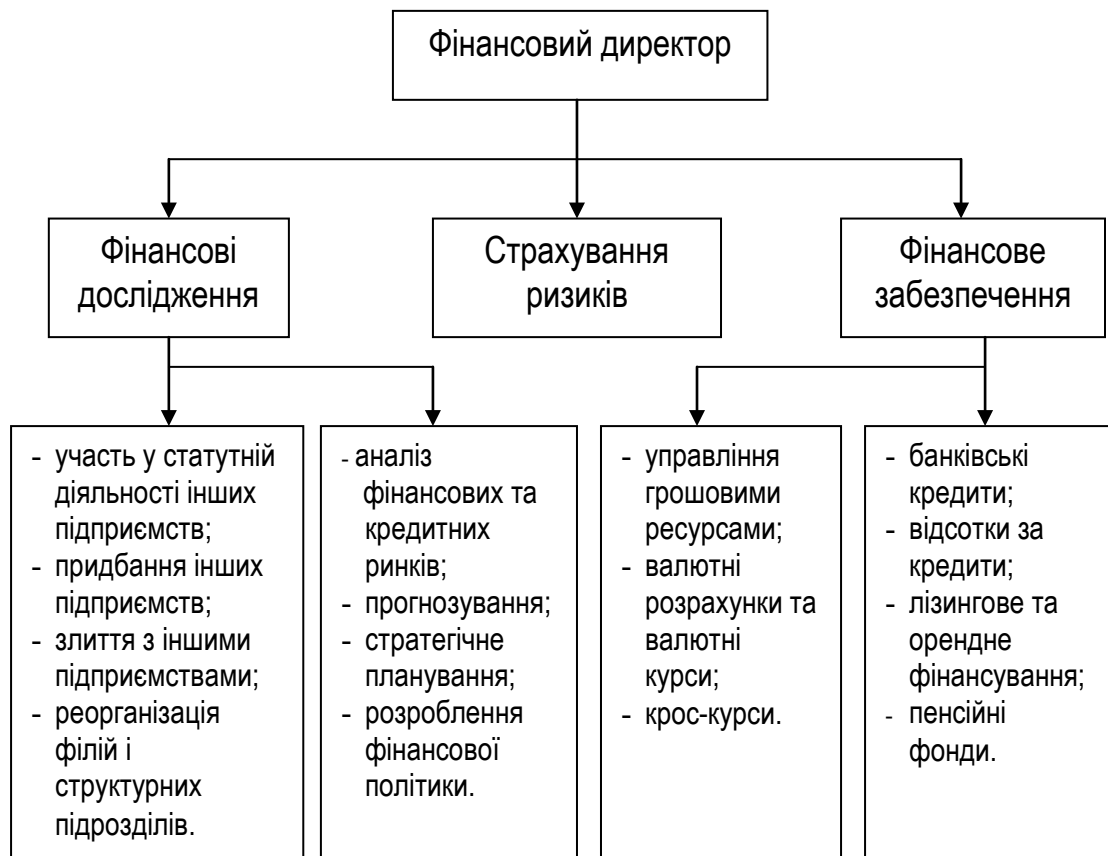 Фінансовий директор
Фінансові
дослідження
Страхування
ризиків
Фінансове
забезпечення
- участь у статутній
діяльності інших
підприємств;
- придбання інших
підприємств;
- злиття з іншими
підприємствами;
- реорганізація
філій і
структурних
підрозділів.
- аналіз
фінансових та
кредитних
ринків;
- прогнозування;
- стратегічне
планування;
- розроблення
фінансової
політики.
- управління
грошовими
ресурсами;
- валютні
розрахунки та
валютні
курси;
- крос-курси.
- банківські
кредити;
- відсотки за
кредити;
- лізингове та
орендне
фінансування;
- пенсійні
фонди.